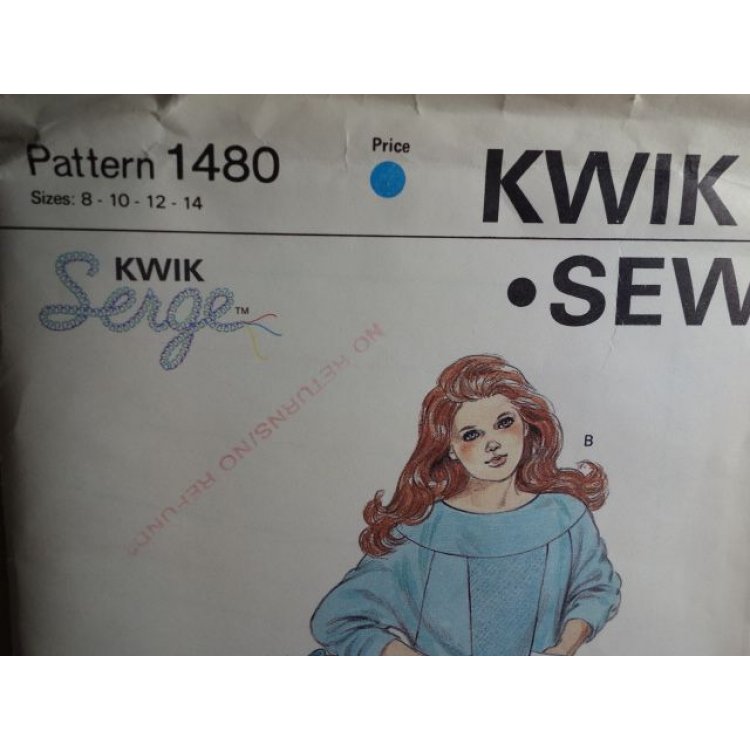 Pattern 1480
Sizes: 8 - 10 - 12 - 14
Price
KWIK
•SEW
KWIK
Serge™
NO RETURNS/NO REFUNDS
B